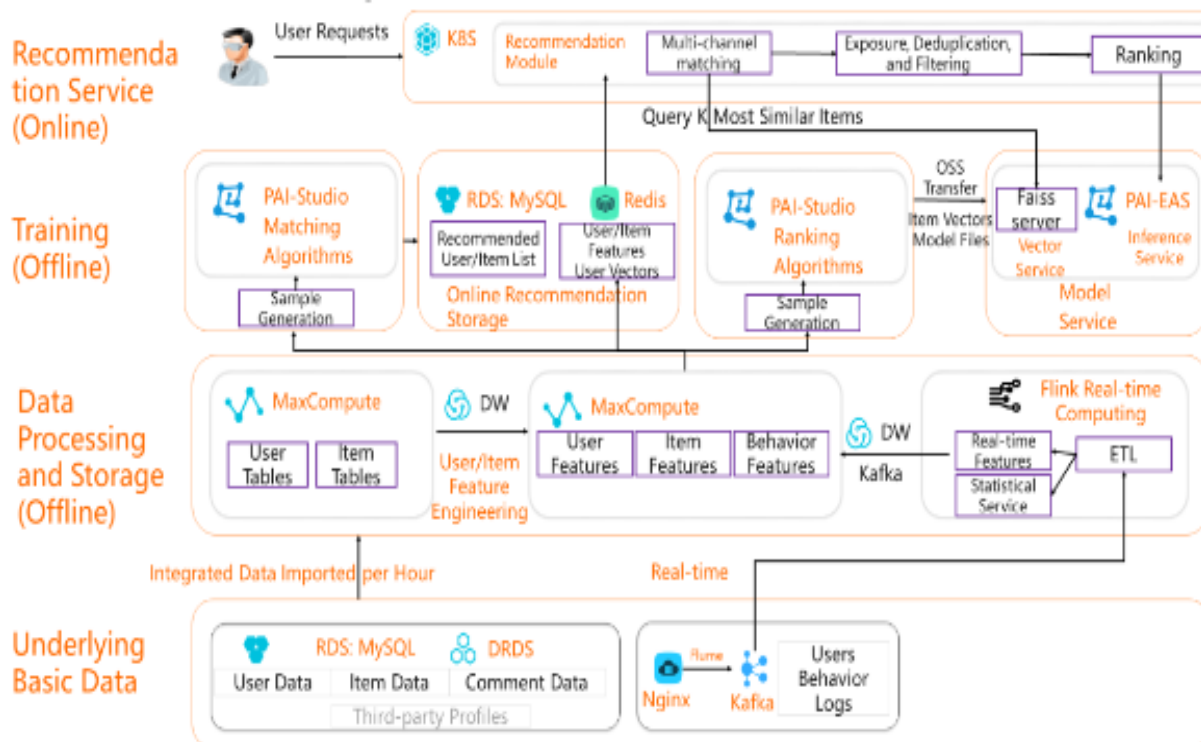 Recommenda
tion Service
(Online)
User Requests
K8S
Recommendation
Module
Multi-channel
matching
Exposure, Deduplication,
and Filtering
Ranking
Query K Most Similar Items
Training
(Offline)
PAI-Studio
Matching
Algorithms
Sample
Generation
RDS: MySQL
Redis
Recommended
User/Item List
User/Item
Features
User Vectors
Online Recommendation
Storage
PAI-Studio
Ranking
Algorithms
Sample
Generation
OSS
Transfer
Item Vectors
Model Files
Faiss
server
Vector
Service
PAI-EAS
Inference
Service
Model
Service
Data
Processing
and Storage
(Offline)
MaxCompute
User
Tables
Item
Tables
DW
User/Item
Feature
Engineering
MaxCompute
User
Features
Item
Features
Behavior
Features
DW
Kafka
Flink Real-time
Computing
Real-time
Features
Statistical
Service
ETL
Integrated Data Imported per Hour
Real-time
Underlying
Basic Data
RDS: MySQL
DRDS
User Data
Item Data
Comment Data
Third-party Profiles
Nginx
Flume
Kafka
Users
Behavior
Logs